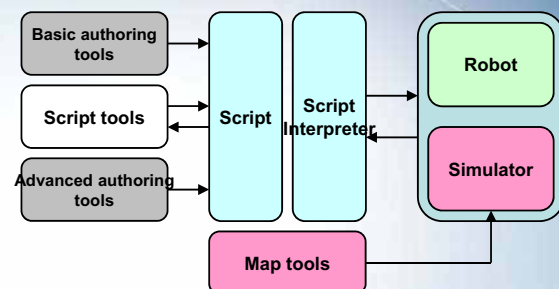 Basic authoring
tools
Script tools
Advanced authoring
tools
Script
Script
Interpreter
Robot
Simulator
Map tools